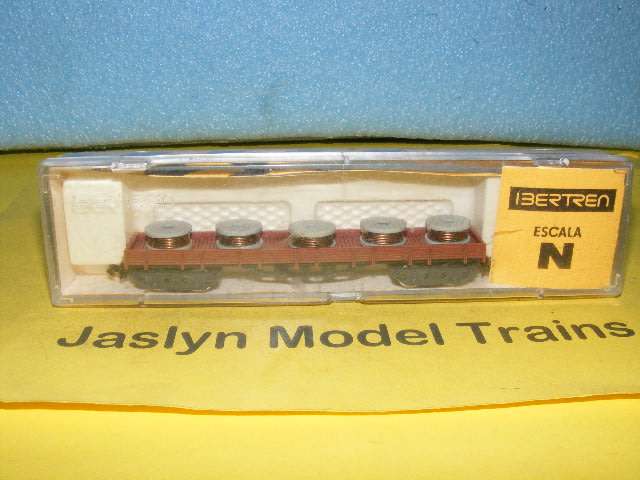 IBERTREN
ESCALA
N
Jaslyn Model Trains